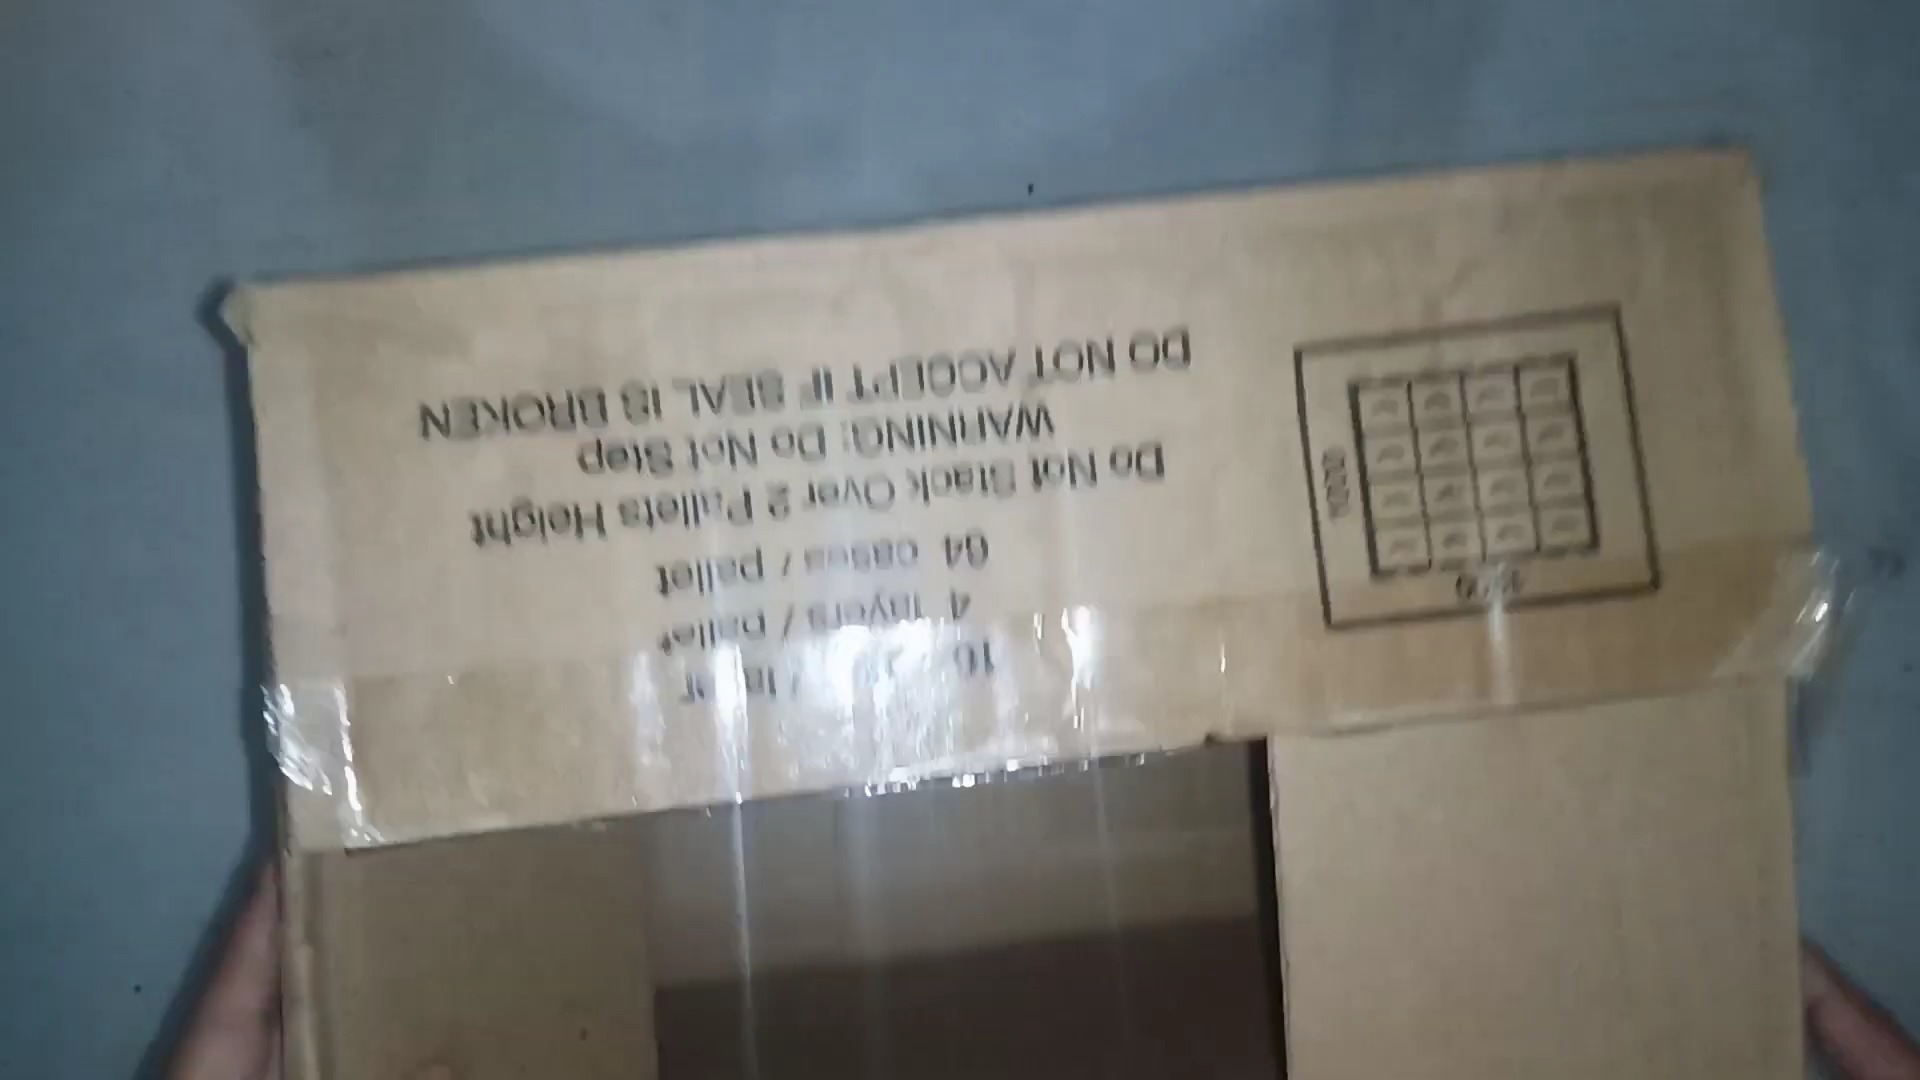 16 / layer
4 layers / pallet
64 cases / pallet
Do Not Stack Over 2 Pallets Height
WARNING: Do Not Step
DO NOT ACCEPT IF SEAL IS BROKEN